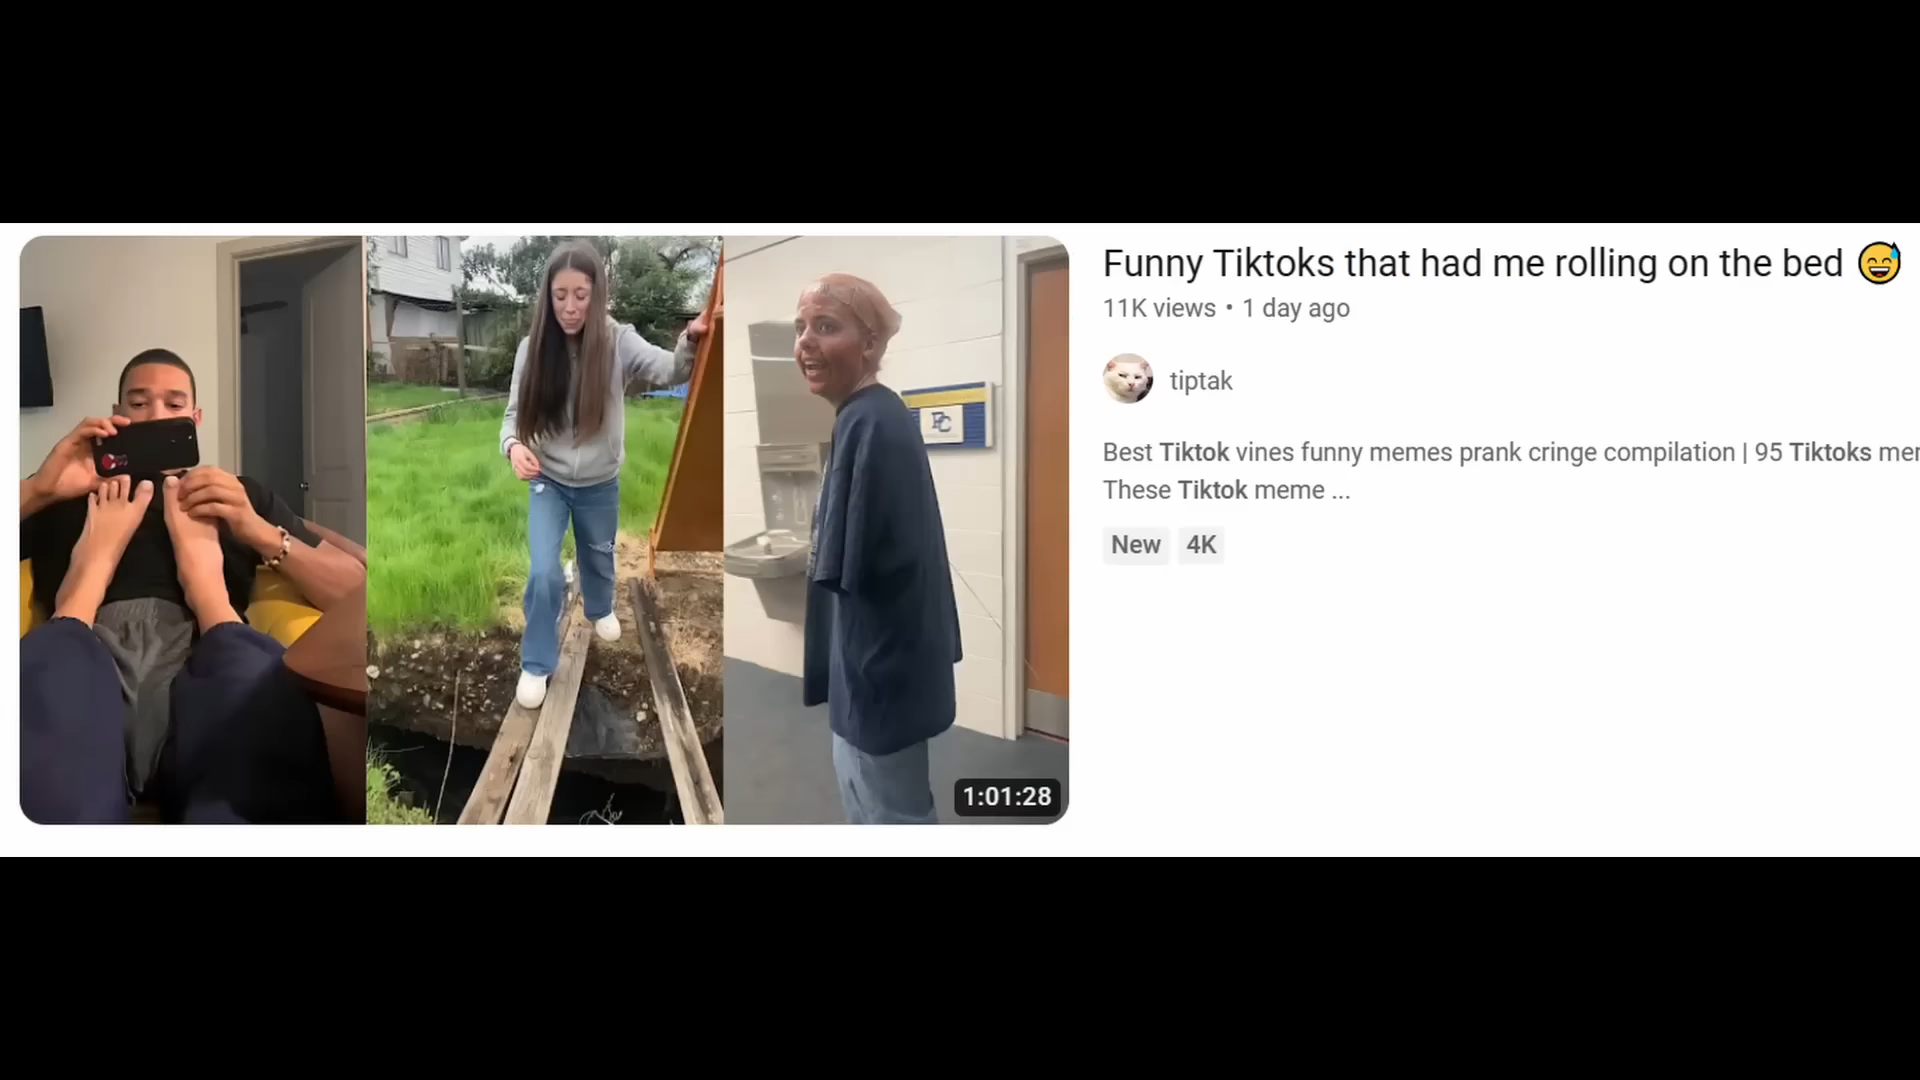 Funny Tiktoks that had me rolling on the bed 😅
11K views • 1 day ago
tiptak
Best Tiktok vines funny memes prank cringe compilation | 95 Tiktoks
These Tiktok meme ...
New 4K
PC
1:01:28